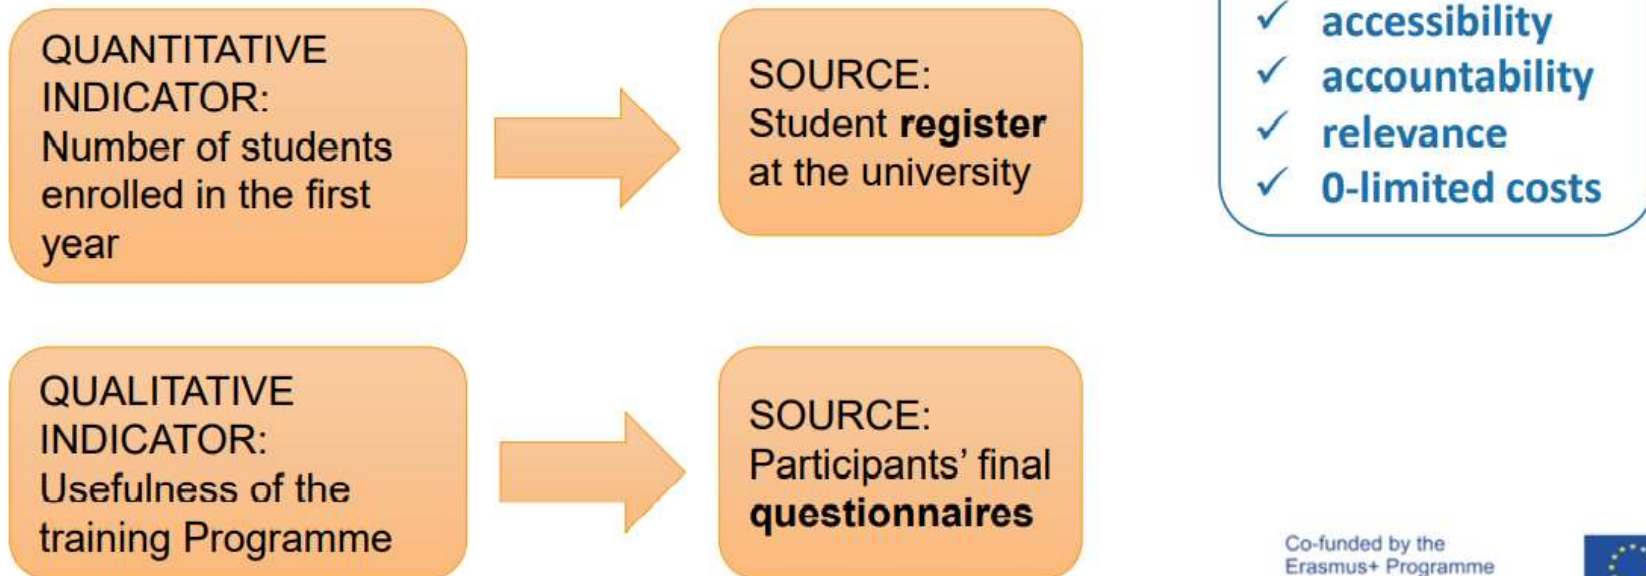 QUANTITATIVE
INDICATOR:
Number of students
enrolled in the first
year
SOURCE:
Student register
at the university
✓ accessibility
✓ accountability
✓ relevance
✓ 0-limited costs
QUALITATIVE
INDICATOR:
Usefulness of the
training Programme
SOURCE:
Participants’ final
questionnaires
Co-funded by the
Erasmus+ Programme